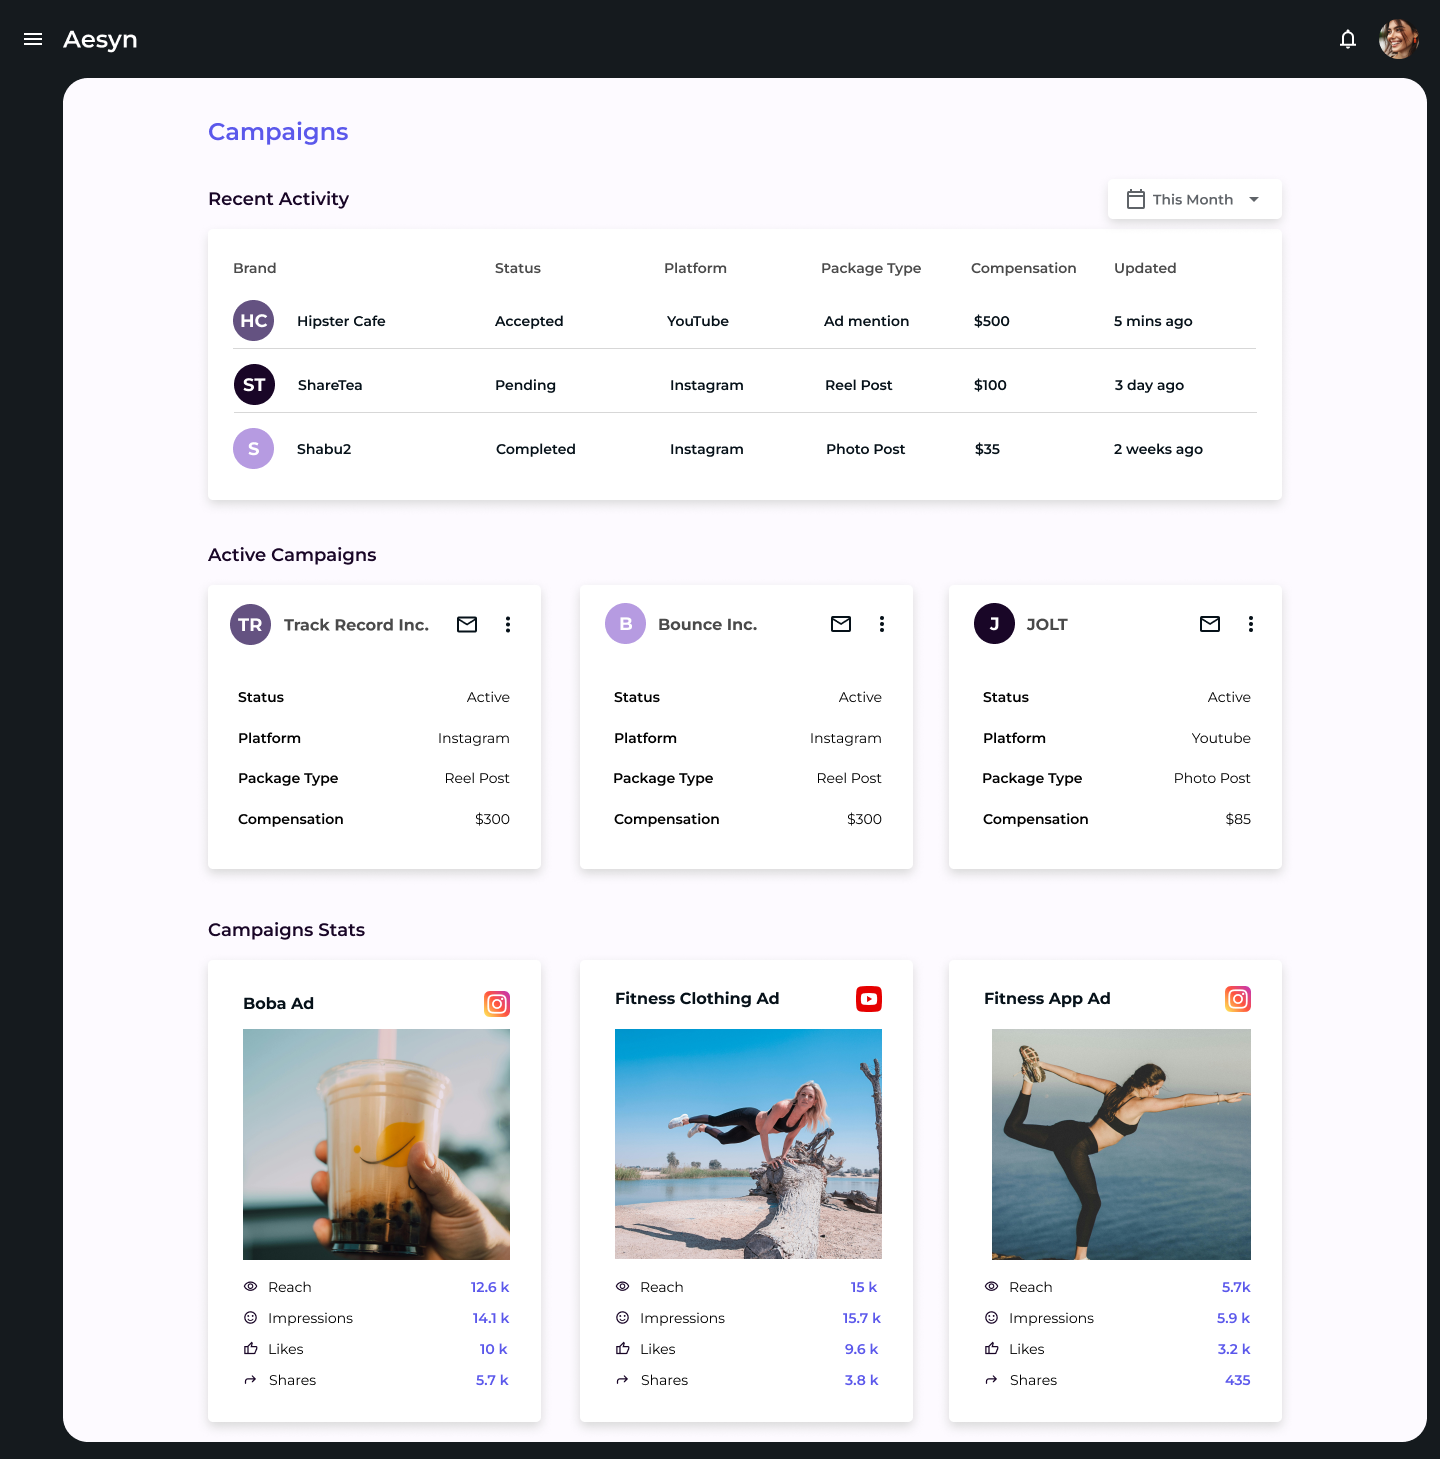 Aesyn
Campaigns
Recent Activity
This Month
Brand Status Platform Package Type Compensation Updated
HC Hipster Cafe Accepted YouTube Ad mention $500 5 mins ago
ST ShareTea Pending Instagram Reel Post $100 3 day ago
S Shabu2 Completed Instagram Photo Post $35 2 weeks ago
Active Campaigns
TR Track Record Inc.
Status Active
Platform Instagram
Package Type Reel Post
Compensation $300
B Bounce Inc.
Status Active
Platform Instagram
Package Type Reel Post
Compensation $300
J JOLT
Status Active
Platform Youtube
Package Type Photo Post
Compensation $85
Campaigns Stats
Boba Ad
Reach 12.6 k
Impressions 14.1 k
Likes 10 k
Shares 5.7 k
Fitness Clothing Ad
Reach 15 k
Impressions 15.7 k
Likes 9.6 k
Shares 3.8 k
Fitness App Ad
Reach 5.7k
Impressions 5.9 k
Likes 3.2 k
Shares 435